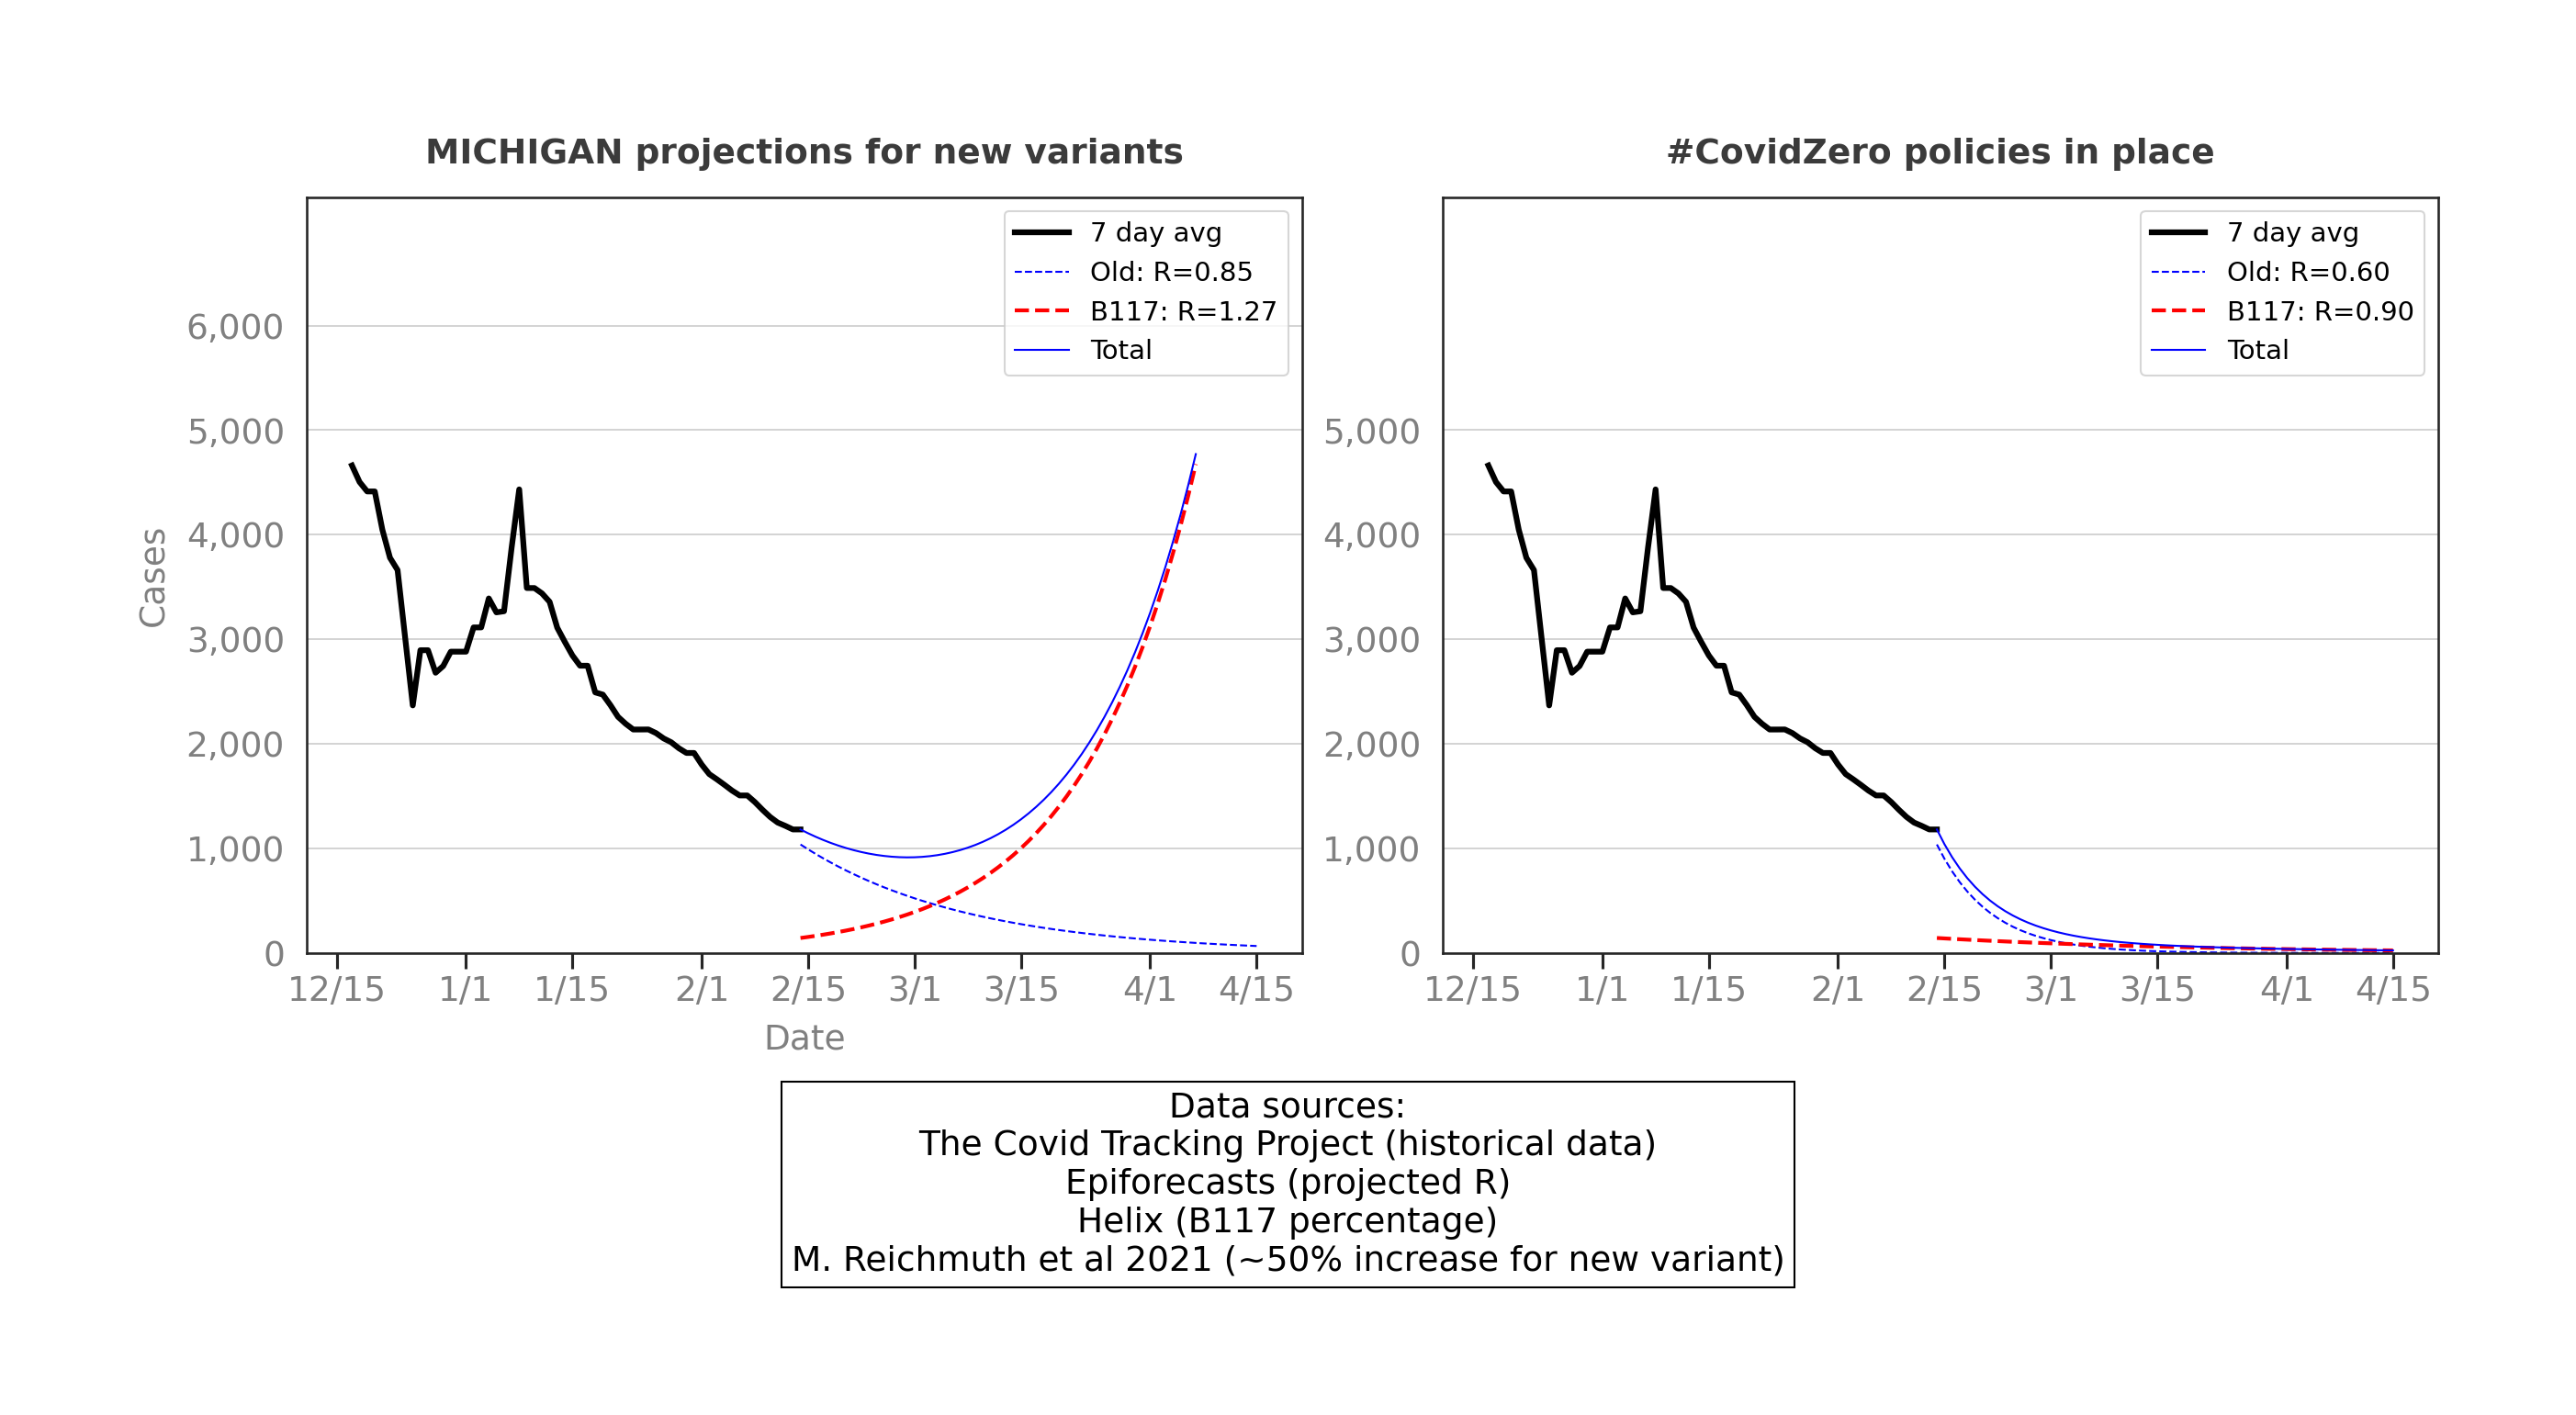 MICHIGAN projections for new variants
7 day avg
Old: R=0.85
B117: R=1.27
Total
6,000
5,000
4,000
3,000
2,000
1,000
0
Cases
12/15 1/1 1/15 2/1 2/15 3/1 3/15 4/1 4/15
Date
#CovidZero policies in place
7 day avg
Old: R=0.60
B117: R=0.90
Total
5,000
4,000
3,000
2,000
1,000
0
12/15 1/1 1/15 2/1 2/15 3/1 3/15 4/1 4/15
Data sources:
The Covid Tracking Project (historical data)
Epiforecasts (projected R)
Helix (B117 percentage)
M. Reichmuth et al 2021 (~50% increase for new variant)